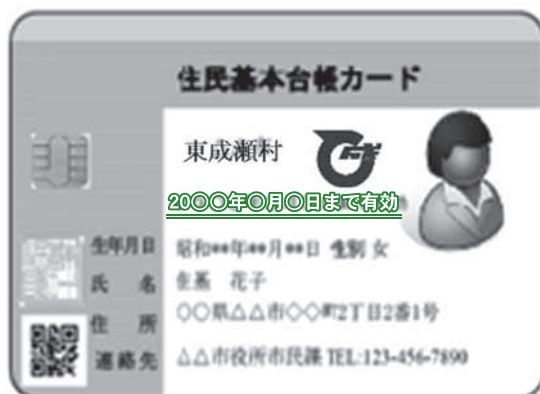 住民基本台帳カード
東成瀬村
20〇〇年〇月〇日まで有効
生年月日 昭和**年**月**日 性別 女
氏 名 住基 花子
住 所 〇〇県△△市◇◇町2丁目2番1号
連絡先 △△市役所市民課 TEL:123-456-7890